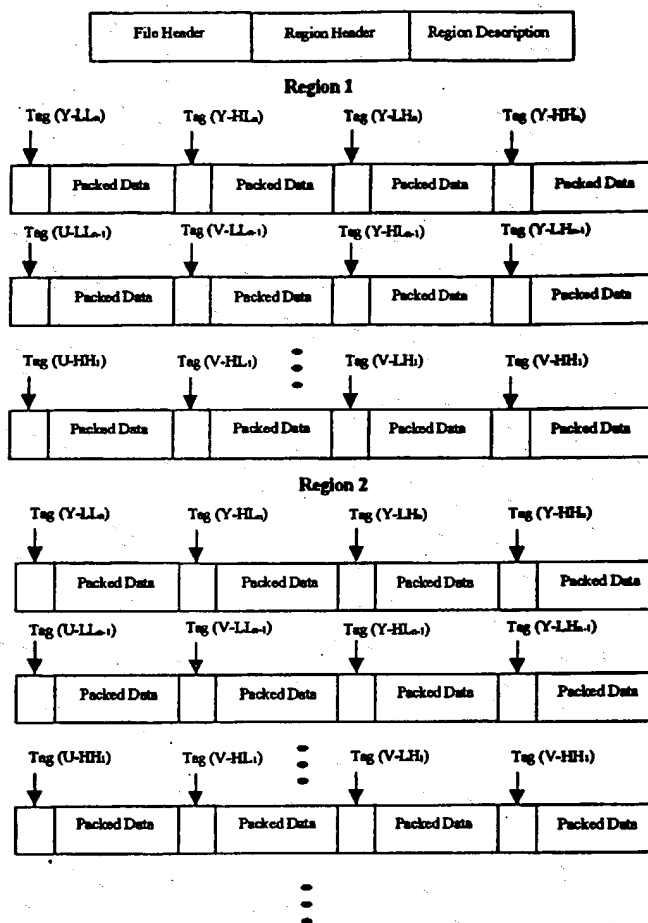 File Header Region Header Region Description
Region 1
Tag (Y-LLₙ) Tag (Y-HLₙ) Tag (Y-LHₙ) Tag (Y-HHₙ)
Packed Data Packed Data Packed Data Packed Data
Tag (U-LLₙ₋₁) Tag (V-LLₙ₋₁) Tag (Y-HLₙ₋₁) Tag (Y-LHₙ₋₁)
Packed Data Packed Data Packed Data Packed Data
Tag (U-HH₁) Tag (V-HL₁) Tag (V-LH₁) Tag (V-HH₁)
Packed Data Packed Data Packed Data Packed Data
Region 2
Tag (Y-LLₙ) Tag (Y-HLₙ) Tag (Y-LHₙ) Tag (Y-HHₙ)
Packed Data Packed Data Packed Data Packed Data
Tag (U-LLₙ₋₁) Tag (V-LLₙ₋₁) Tag (Y-HLₙ₋₁) Tag (Y-LHₙ₋₁)
Packed Data Packed Data Packed Data Packed Data
Tag (U-HH₁) Tag (V-HL₁) Tag (V-LH₁) Tag (V-HH₁)
Packed Data Packed Data Packed Data Packed Data